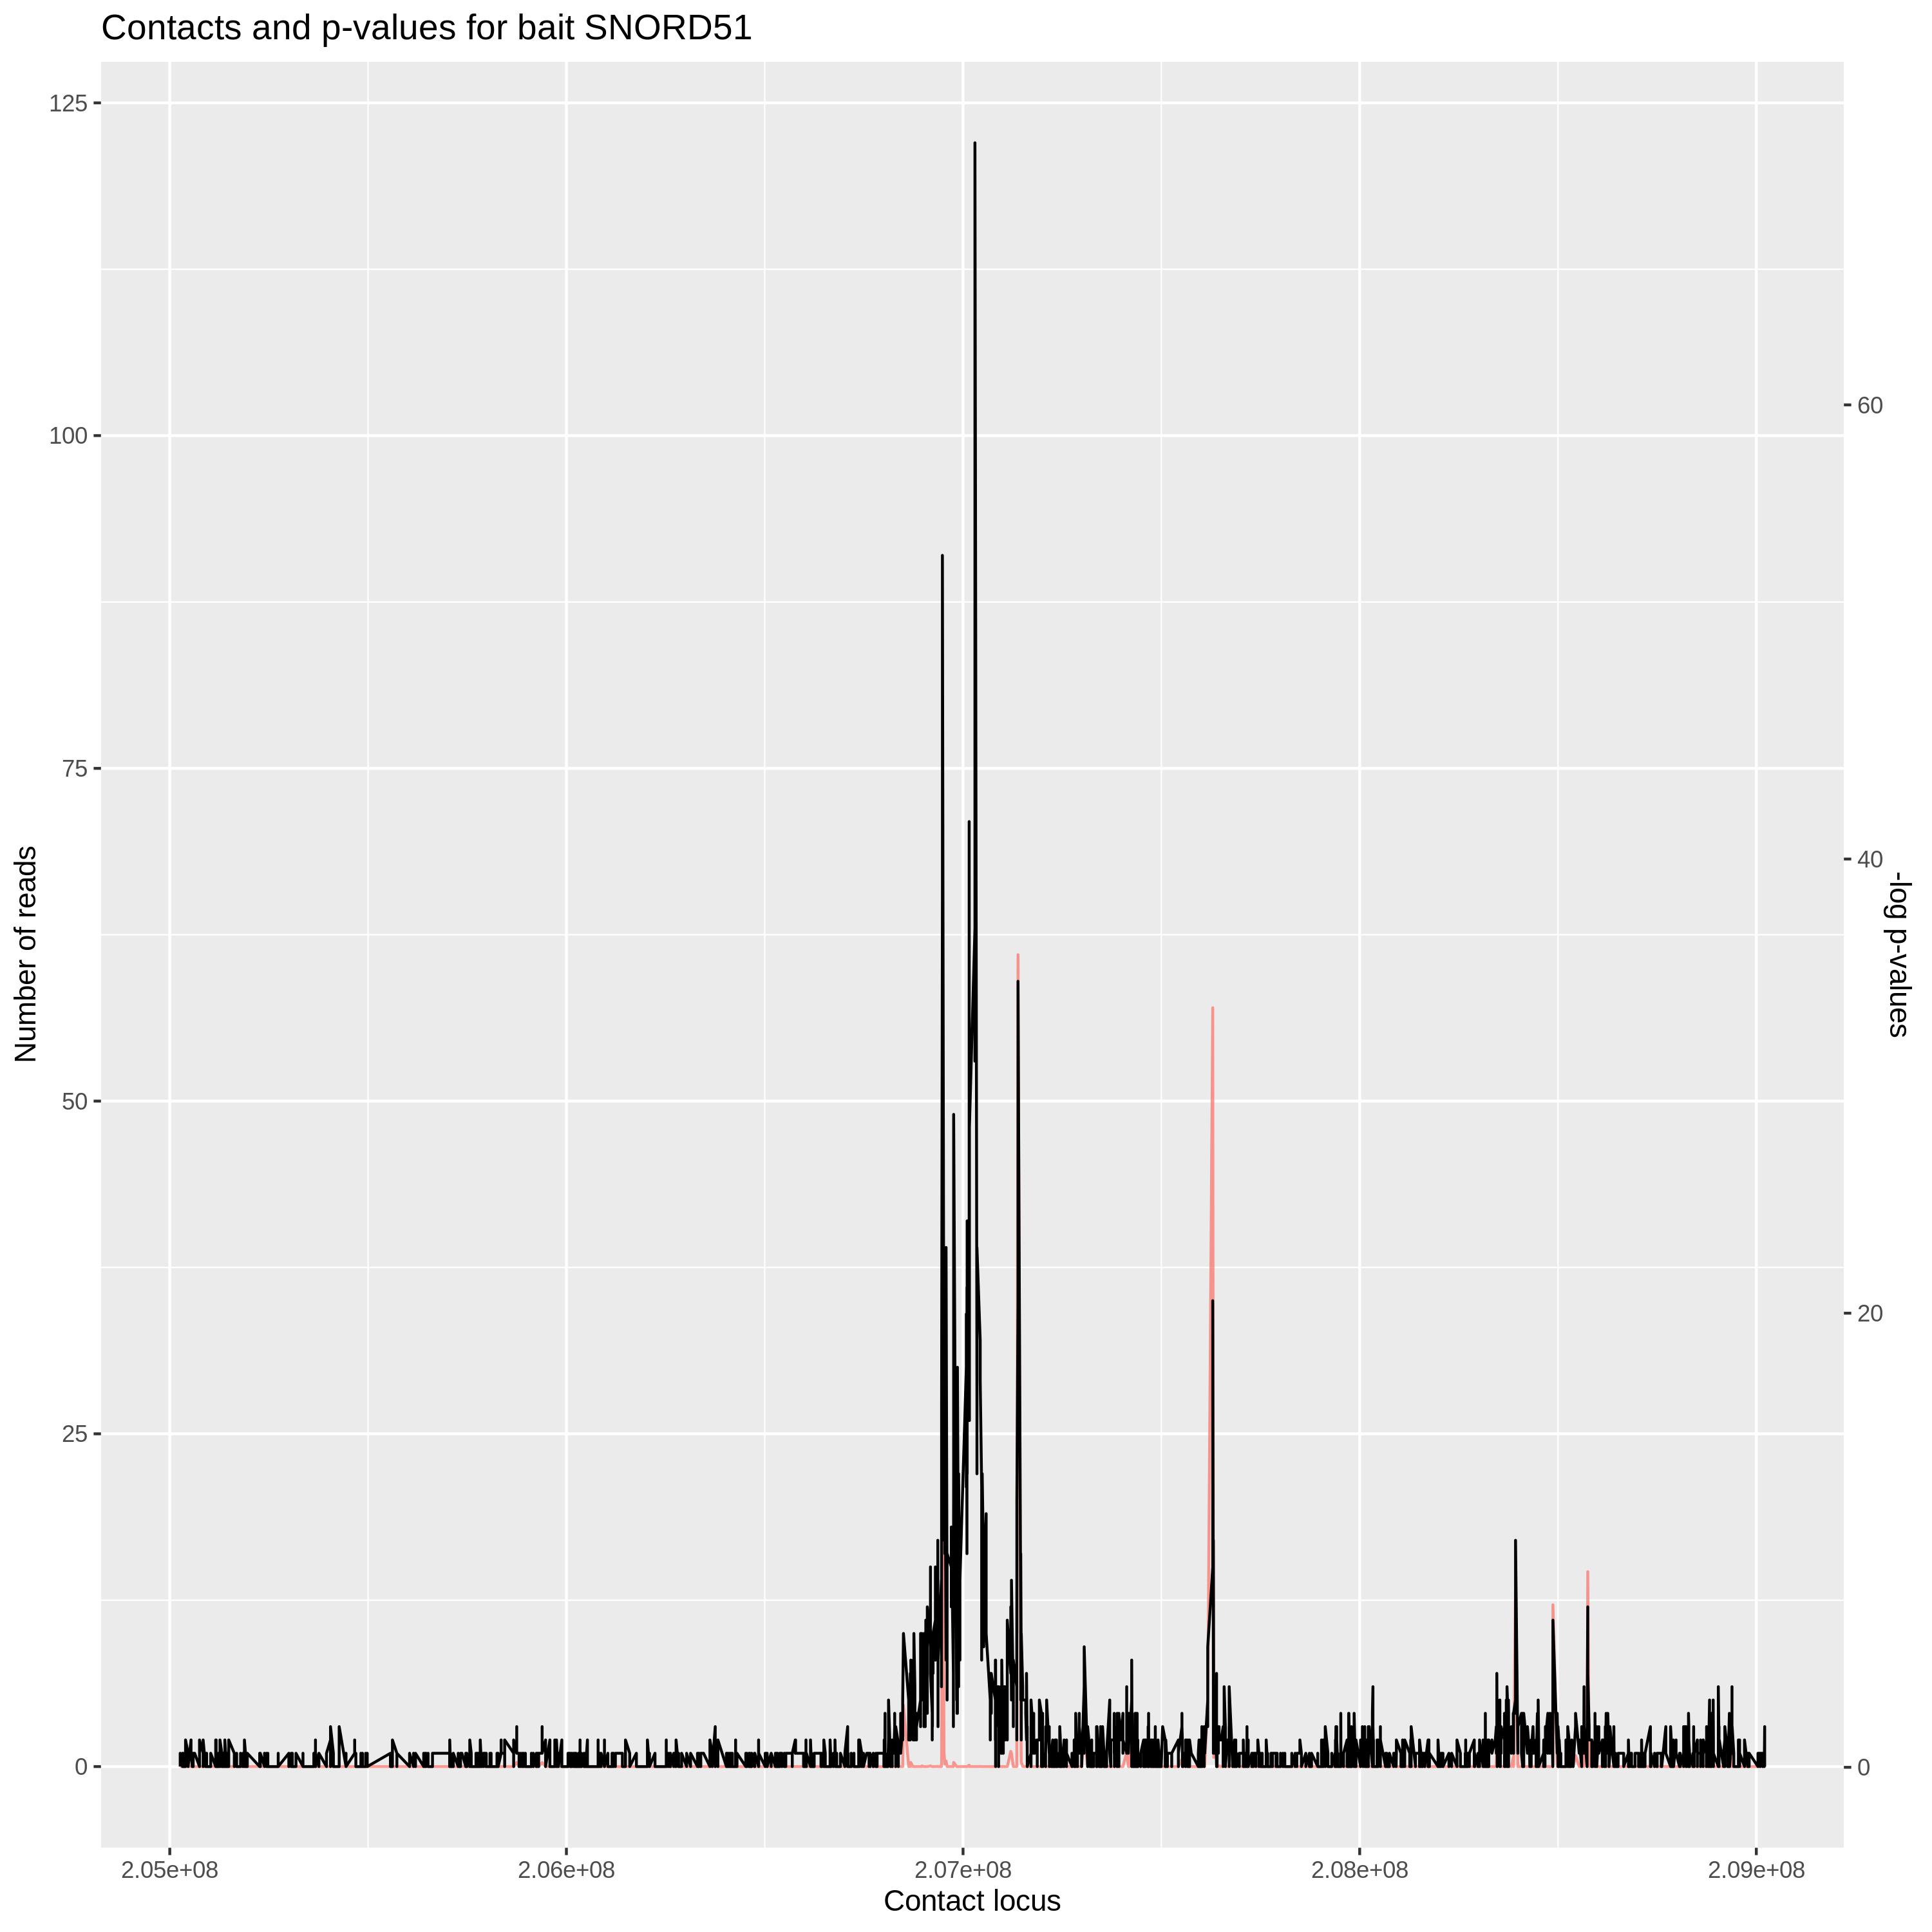 Contacts and p-values for bait SNORD51
125
100
75
50
25
0
Number of reads
60
40
20
0
-log p-values
2.05e+08
2.06e+08
2.07e+08
2.08e+08
2.09e+08
Contact locus